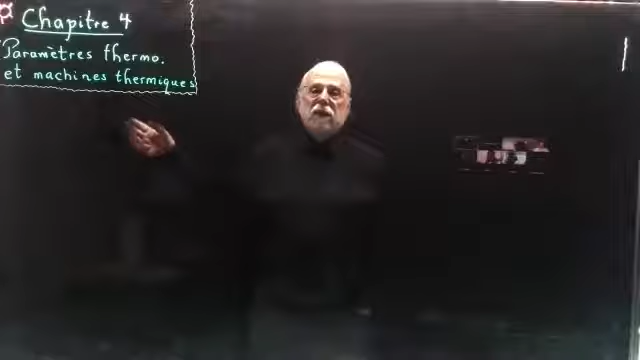 Chapitre 4
Paramètres thermo.
et machines thermiques